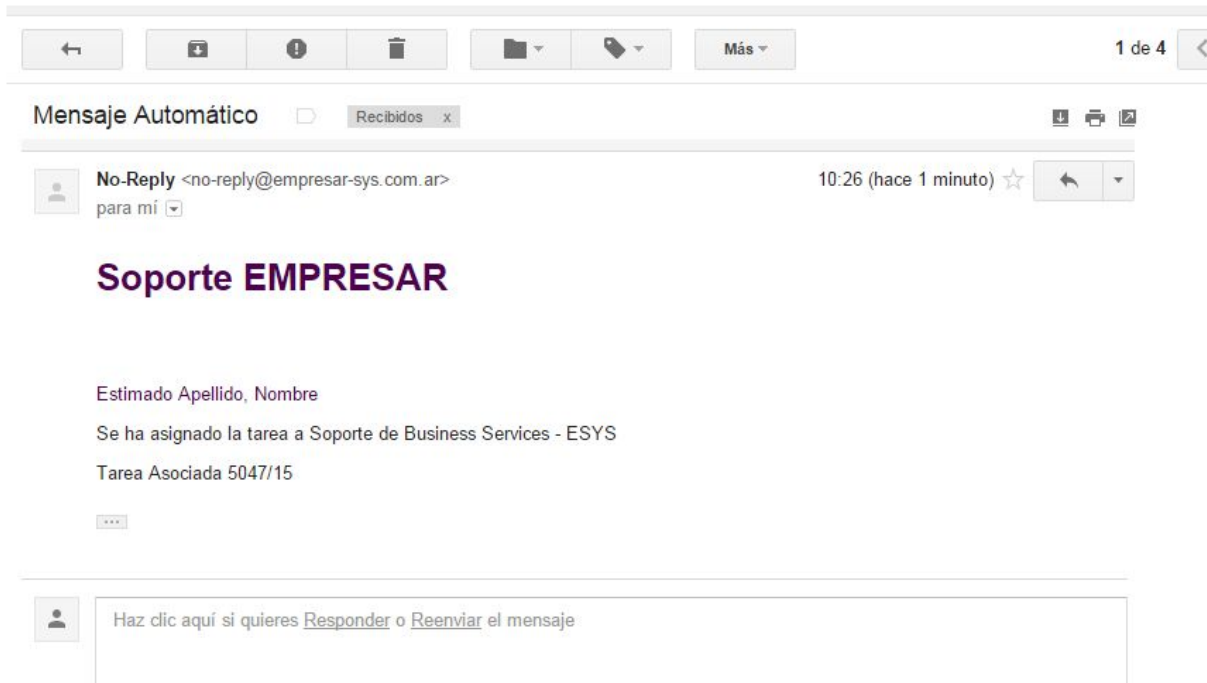 Más
1 de 4
Mensaje Automático
Recibidos x
No-Reply <no-reply@empresar-sys.com.ar>
10:26 (hace 1 minuto)
para mí
Soporte EMPRESAR
Estimado Apellido, Nombre
Se ha asignado la tarea a Soporte de Business Services - ESYS
Tarea Asociada 5047/15
Haz clic aquí si quieres Responder o Reenviar el mensaje